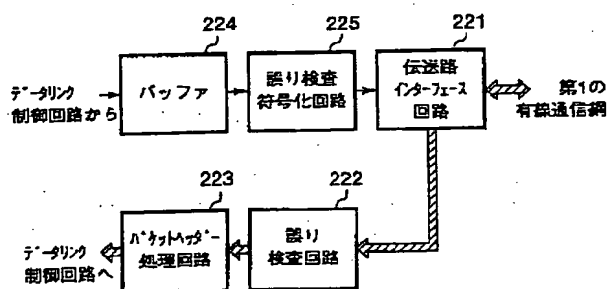 224
225
221
データリンク
制御回路から
バッファ
誤り検査
符号化回路
伝送路
インターフェース
回路
第1の
有線通信網
223
222
データリンク
制御回路へ
パケットヘッダー
処理回路
誤り
検査回路